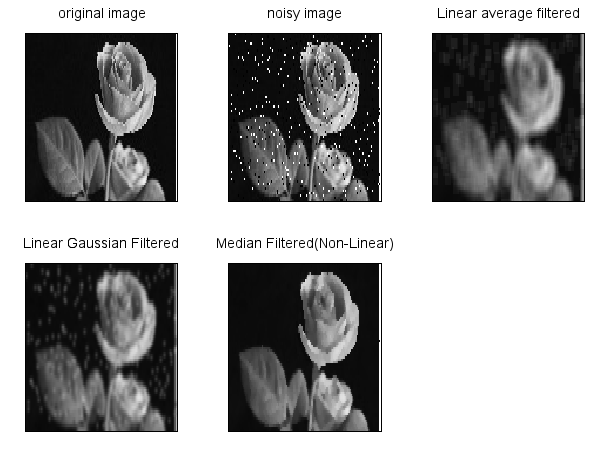 original image
noisy image
Linear average filtered
Linear Gaussian Filtered
Median Filtered(Non-Linear)